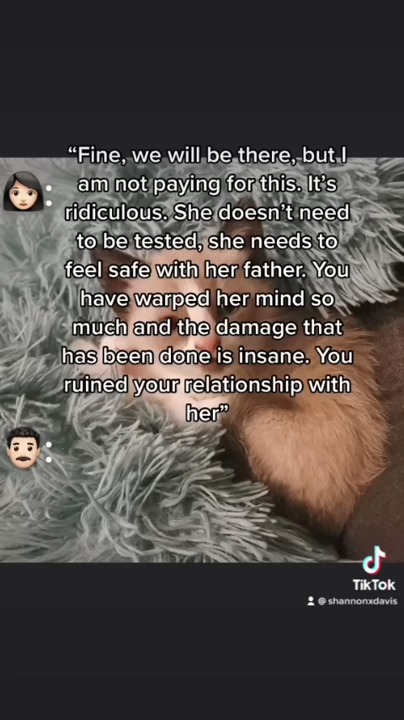 “Fine, we will be there, but I
am not paying for this. It’s
ridiculous. She doesn’t need
to be tested, she needs to
feel safe with her father. You
have warped her mind so
much and the damage that
has been done is insane. You
ruined your relationship with
her”
:
:
TikTok
@shannonxdavis